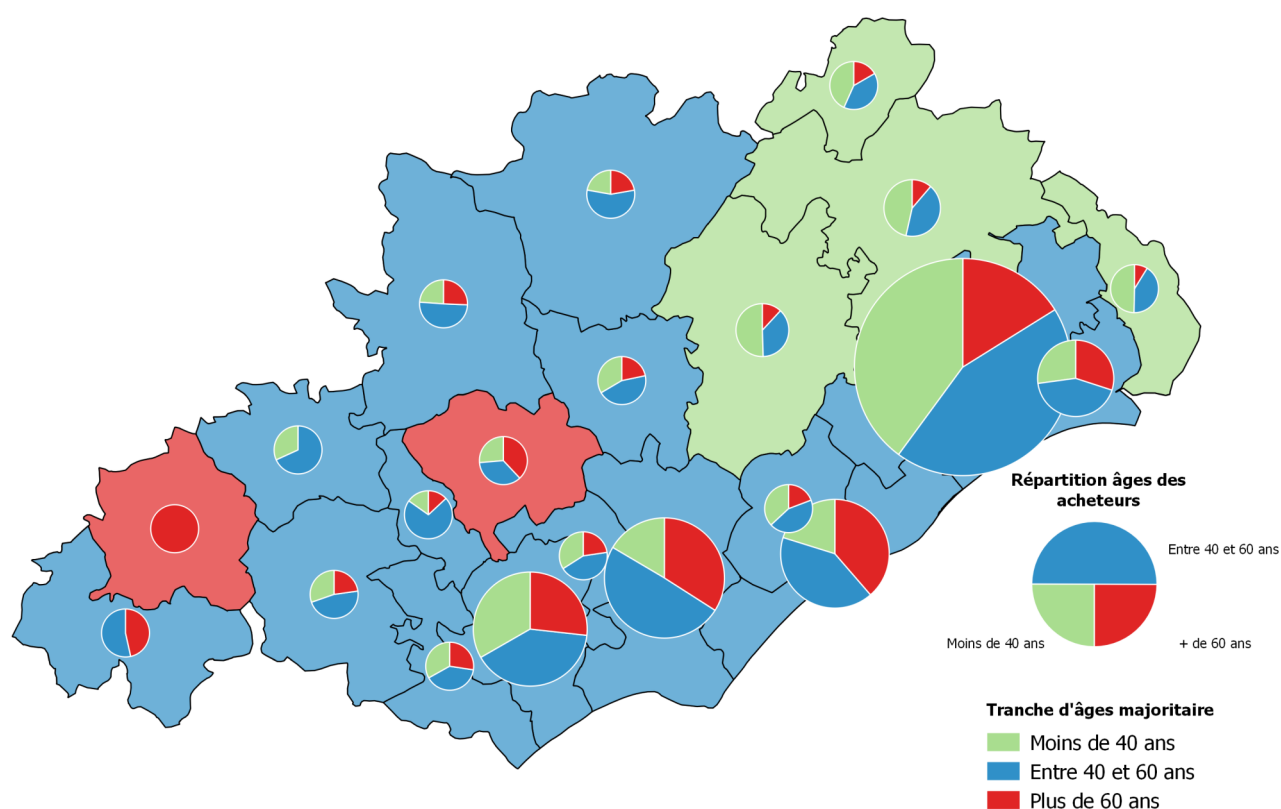 Répartition âges des
acheteurs
Entre 40 et 60 ans
Moins de 40 ans
+ de 60 ans
Tranche d'âges majoritaire
Moins de 40 ans
Entre 40 et 60 ans
Plus de 60 ans